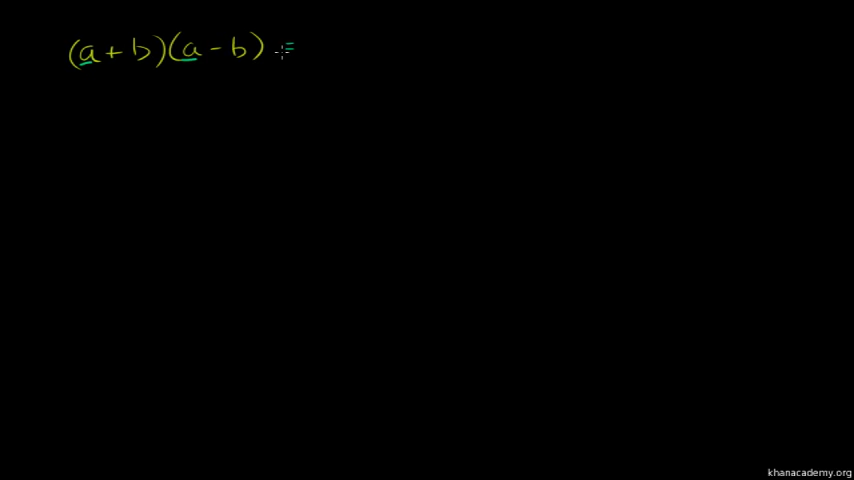 (a + b)(a - b) =
khanacademy.org